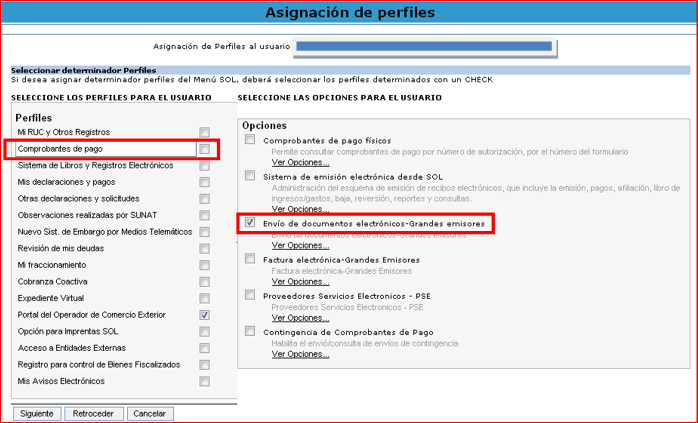 Asignación de perfiles
Asignación de Perfiles al usuario
Seleccionar determinador Perfiles
Si desea asignar determinador perfiles del Menú SOL, deberá seleccionar los perfiles determinados con un CHECK
SELECCIONE LOS PERFILES PARA EL USUARIO
Perfiles
Mi RUC y Otros Registros
Comprobantes de pago
Sistema de Libros y Registros Electrónicos
Mis declaraciones y pagos
Otras declaraciones y solicitudes
Observaciones realizadas por SUNAT
Nuevo Sist. de Embargo por Medios Telemáticos
Revisión de mis deudas
Mi fraccionamiento
Cobranza Coactiva
Expediente Virtual
Portal del Operador de Comercio Exterior
Opción para Imprentas SOL
Acceso a Entidades Externas
Registro para control de Bienes Fiscalizados
Mis Avisos Electrónicos
SELECCIONE LAS OPCIONES PARA EL USUARIO
Opciones
Comprobantes de pago físicos
Permite consultar comprobantes de pago por número de autorización, por el número del formulario
Ver Opciones...
Sistema de emisión electrónica desde SOL
Administración del esquema de emisión de recibos electrónicos, que incluye la emisión, pagos, afiliación, libro de
ingresos/gastos, baja, reversión, reportes y consultas.
Ver Opciones...
Envío de documentos electrónicos-Grandes emisores
Envío de documentos electrónicos-Grandes emisores
Ver Opciones...
Factura electrónica-Grandes Emisores
Factura electrónica-Grandes Emisores
Ver Opciones...
Proveedores Servicios Electronicos - PSE
Proveedores Servicios Electronicos - PSE
Ver Opciones...
Contingencia de Comprobantes de Pago
Habilita el envió/consulta de envíos de contingencia
Ver Opciones...
Siguiente
Retroceder
Cancelar